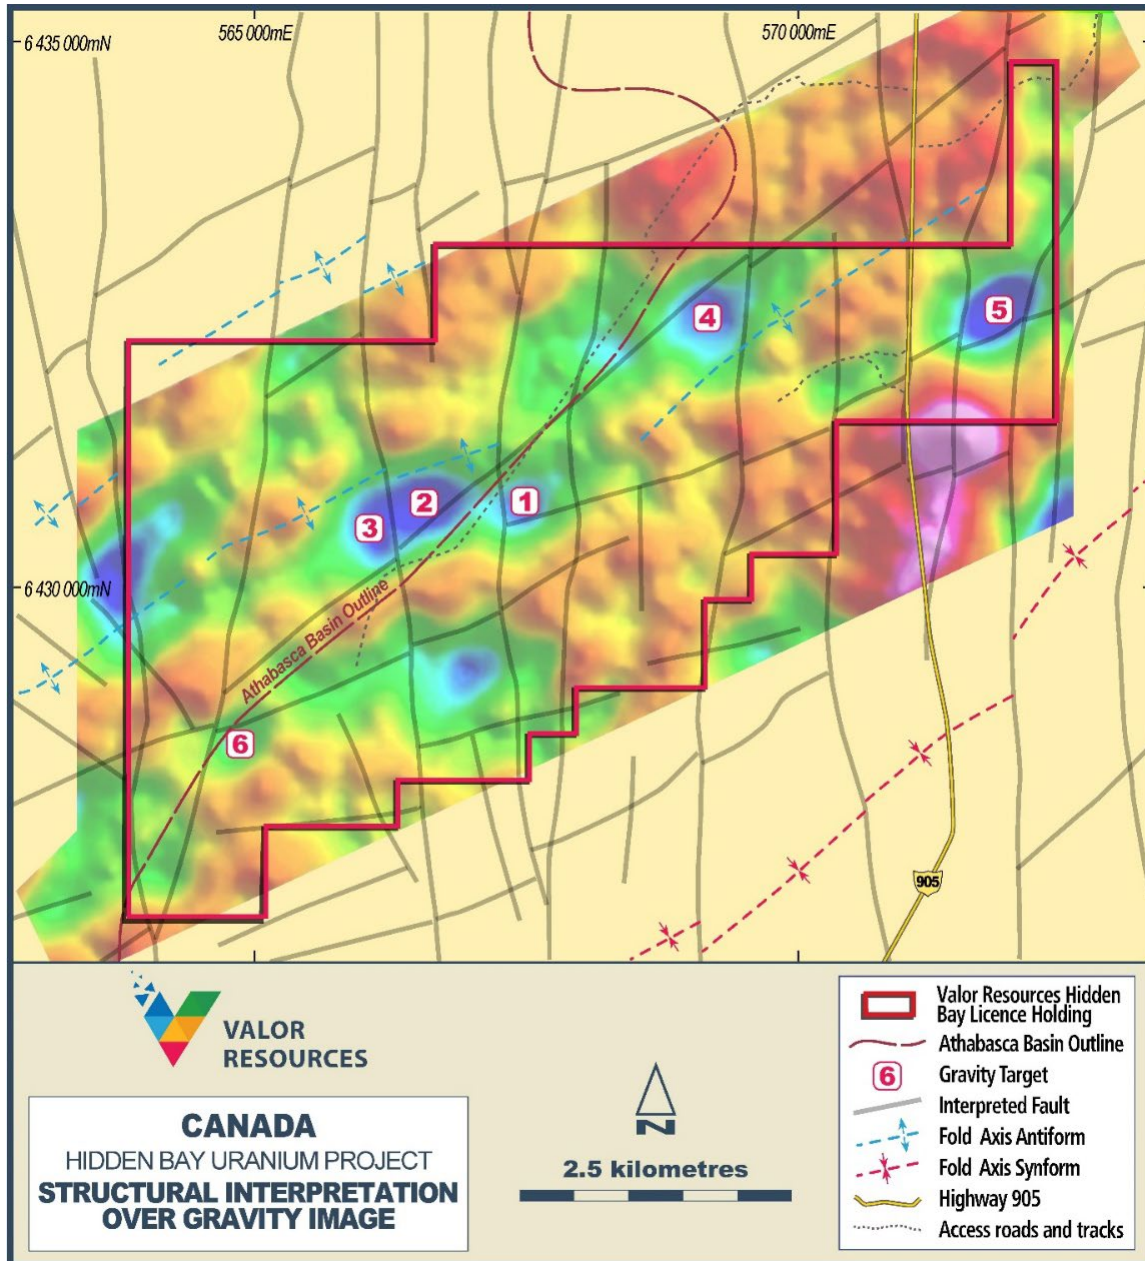 565 000mE
570 000mE
6 435 000mN
4
5
2
1
3
6 430 000mN
Athabasca Basin Outline
6
905
VALOR
RESOURCES
CANADA
HIDDEN BAY URANIUM PROJECT
STRUCTURAL INTERPRETATION
OVER GRAVITY IMAGE
N
2.5 kilometres
Valor Resources Hidden
Bay Licence Holding
Athabasca Basin Outline
6
Gravity Target
Interpreted Fault
Fold Axis Antiform
Fold Axis Synform
Highway 905
Access roads and tracks